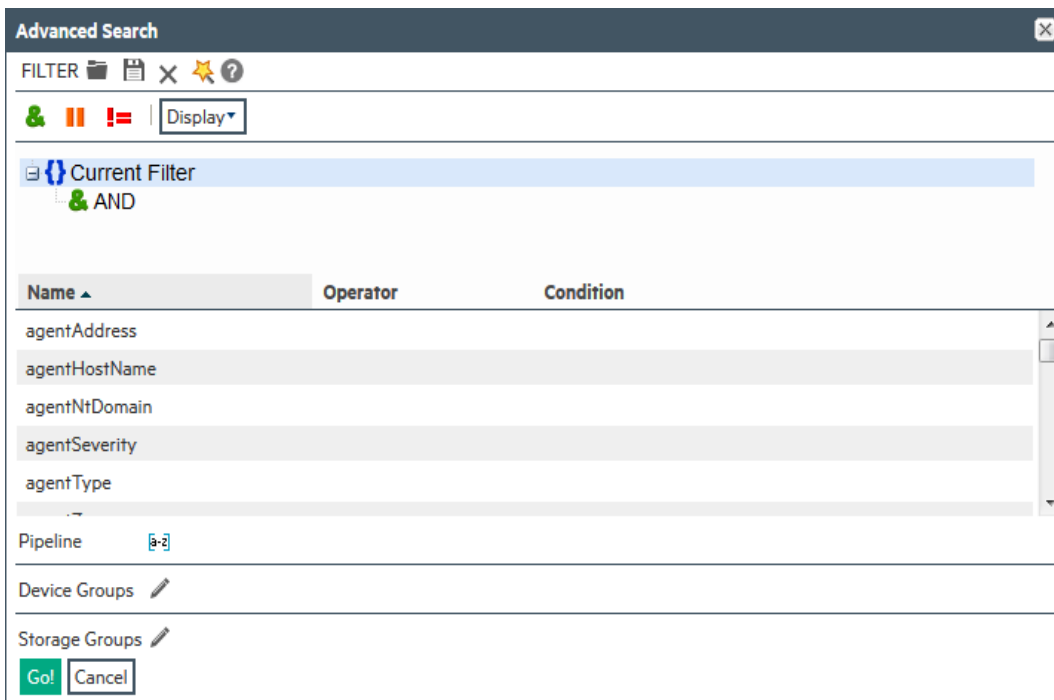 Advanced Search
FILTER
& || != Display
{} Current Filter
& AND
Name Operator Condition
agentAddress
agentHostName
agentNtDomain
agentSeverity
agentType
Pipeline [a-z]
Device Groups
Storage Groups
Go! Cancel